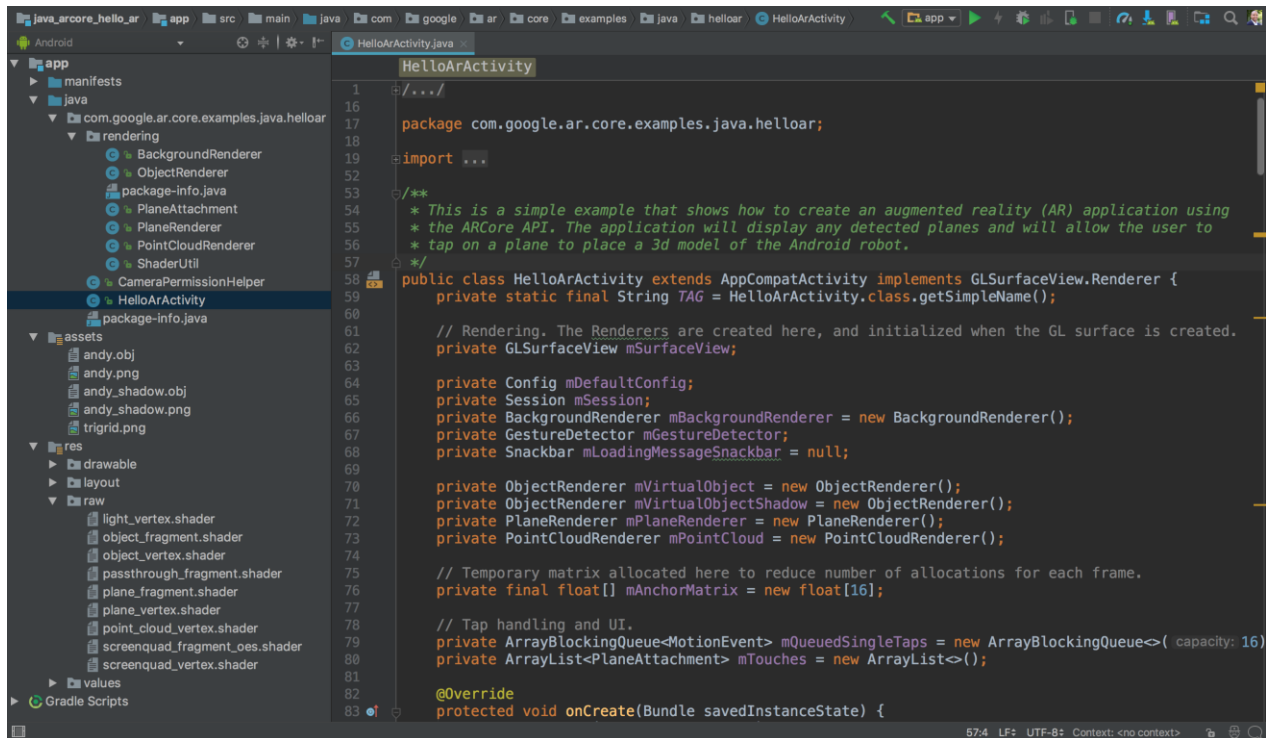 java_arcore_hello_ar app src main java com google ar core examples java helloar HelloArActivity app
Android
HelloArActivity.java
app
manifests
java
com.google.ar.core.examples.java.helloar
rendering
BackgroundRenderer
ObjectRenderer
package-info.java
PlaneAttachment
PlaneRenderer
PointCloudRenderer
ShaderUtil
CameraPermissionHelper
HelloArActivity
package-info.java
assets
andy.obj
andy.png
andy_shadow.obj
andy_shadow.png
trigrid.png
res
drawable
layout
raw
light_vertex.shader
object_fragment.shader
object_vertex.shader
passthrough_fragment.shader
plane_fragment.shader
plane_vertex.shader
point_cloud_vertex.shader
screenquad_fragment_oes.shader
screenquad_vertex.shader
values
Gradle Scripts
HelloArActivity
1 /.../
16
17 package com.google.ar.core.examples.java.helloar;
18
19 import ...
52
53 /**
54 * This is a simple example that shows how to create an augmented reality (AR) application using
55 * the ARCore API. The application will display any detected planes and will allow the user to
56 * tap on a plane to place a 3d model of the Android robot.
57 */
58 public class HelloArActivity extends AppCompatActivity implements GLSurfaceView.Renderer {
59 private static final String TAG = HelloArActivity.class.getSimpleName();
60
61 // Rendering. The Renderers are created here, and initialized when the GL surface is created.
62 private GLSurfaceView mSurfaceView;
63
64 private Config mDefaultConfig;
65 private Session mSession;
66 private BackgroundRenderer mBackgroundRenderer = new BackgroundRenderer();
67 private GestureDetector mGestureDetector;
68 private Snackbar mLoadingMessageSnackbar = null;
69
70 private ObjectRenderer mVirtualObject = new ObjectRenderer();
71 private ObjectRenderer mVirtualObjectShadow = new ObjectRenderer();
72 private PlaneRenderer mPlaneRenderer = new PlaneRenderer();
73 private PointCloudRenderer mPointCloud = new PointCloudRenderer();
74
75 // Temporary matrix allocated here to reduce number of allocations for each frame.
76 private final float[] mAnchorMatrix = new float[16];
77
78 // Tap handling and UI.
79 private ArrayBlockingQueue<MotionEvent> mQueuedSingleTaps = new ArrayBlockingQueue<>( capacity: 16)
80 private ArrayList<PlaneAttachment> mTouches = new ArrayList<>();
81
82 @Override
83 protected void onCreate(Bundle savedInstanceState) {
57:4 LF÷ UTF-8÷ Context: <no context>